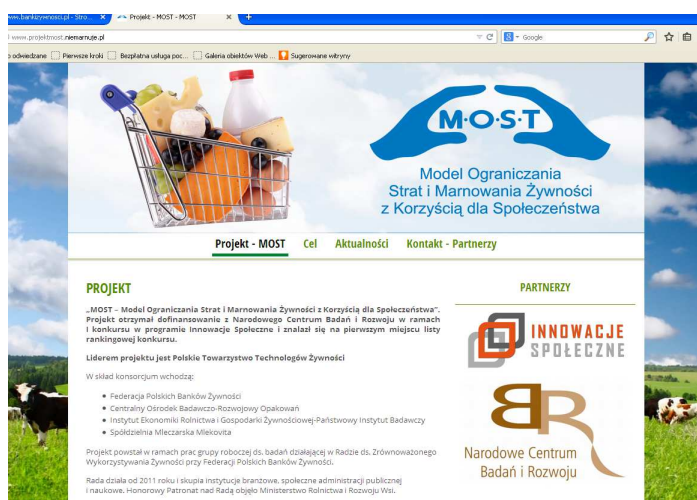 www.bankizywnosci.pl - Stro...
Projekt - MOST - MOST
www.projektmost.niemarnuje.pl
Google
o odwiedzane
Pierwsze kroki
Bezpłatna usługa poc...
Galeria obiektów Web ...
Sugerowane witryny
M·O·S·T
Model Ograniczania
Strat i Marnowania Żywności
z Korzyścią dla Społeczeństwa
Projekt - MOST Cel Aktualności Kontakt - Partnerzy
PROJEKT
„MOST – Model Ograniczania Strat i Marnowania Żywności z Korzyścią dla Społeczeństwa”.
Projekt otrzymał dofinansowanie z Narodowego Centrum Badań i Rozwoju w ramach
I konkursu w programie Innowacje Społeczne i znalazł się na pierwszym miejscu listy
rankingowej konkursu.
Liderem projektu jest Polskie Towarzystwo Technologów Żywności
W skład konsorcjum wchodzą:
● Federacja Polskich Banków Żywności
● Centralny Ośrodek Badawczo-Rozwojowy Opakowań
● Instytut Ekonomiki Rolnictwa i Gospodarki Żywnościowej-Państwowy Instytut Badawczy
● Spółdzielnia Mleczarska Mlekovita
Projekt powstał w ramach prac grupy roboczej ds. badań działającej w Radzie ds. Zrównoważonego
Wykorzystywania Żywności przy Federacji Polskich Banków Żywności.
Rada działa od 2011 roku i skupia instytucje branżowe, społeczne administracji publicznej
i naukowe. Honorowy Patronat nad Radą objęło Ministerstwo Rolnictwa i Rozwoju Wsi.
PARTNERZY
INNOWACJE
SPOŁECZNE
BR
Narodowe Centrum
Badań i Rozwoju